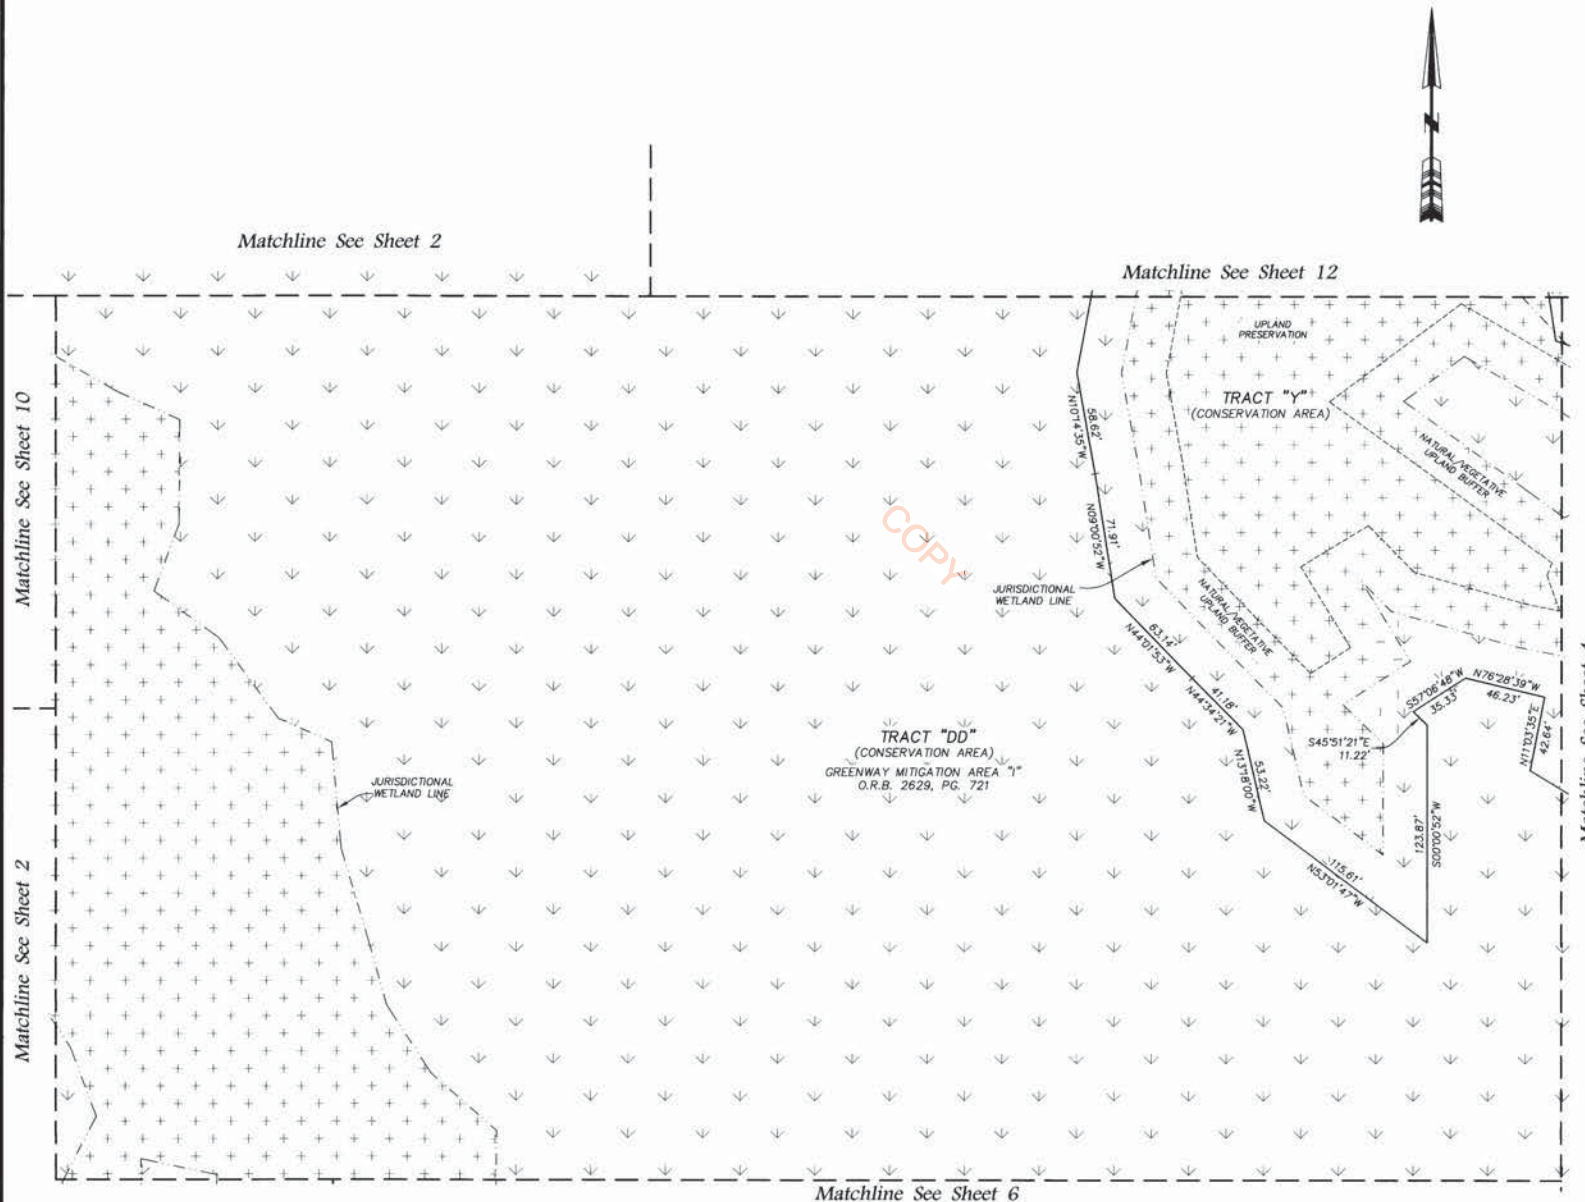 N
Matchline See Sheet 2
Matchline See Sheet 12
UPLAND
PRESERVATION
TRACT "Y"
(CONSERVATION AREA)
Matchline See Sheet 10
N10°14'35"W
58.62'
NATURAL/VEGETATIVE
UPLAND BUFFER
COPY
N09°00'52"W
71.91'
JURISDICTIONAL
WETLAND LINE
NATURAL/VEGETATIVE
UPLAND BUFFER
63.14'
N44°01'53"W
41.18'
N44°34'21"W
S57°06'48"W
35.33'
N76°28'39"W
46.23'
N11°03'35"E
42.64'
S45°51'21"E
11.22'
TRACT "DD"
(CONSERVATION AREA)
GREENWAY MITIGATION AREA "I"
O.R.B. 2629, PG. 721
53.22'
N13°18'00"W
JURISDICTIONAL
WETLAND LINE
123.87'
S00°00'52"W
115.61'
N53°01'47"W
Matchline See Sheet 2
Matchline See Sheet 6